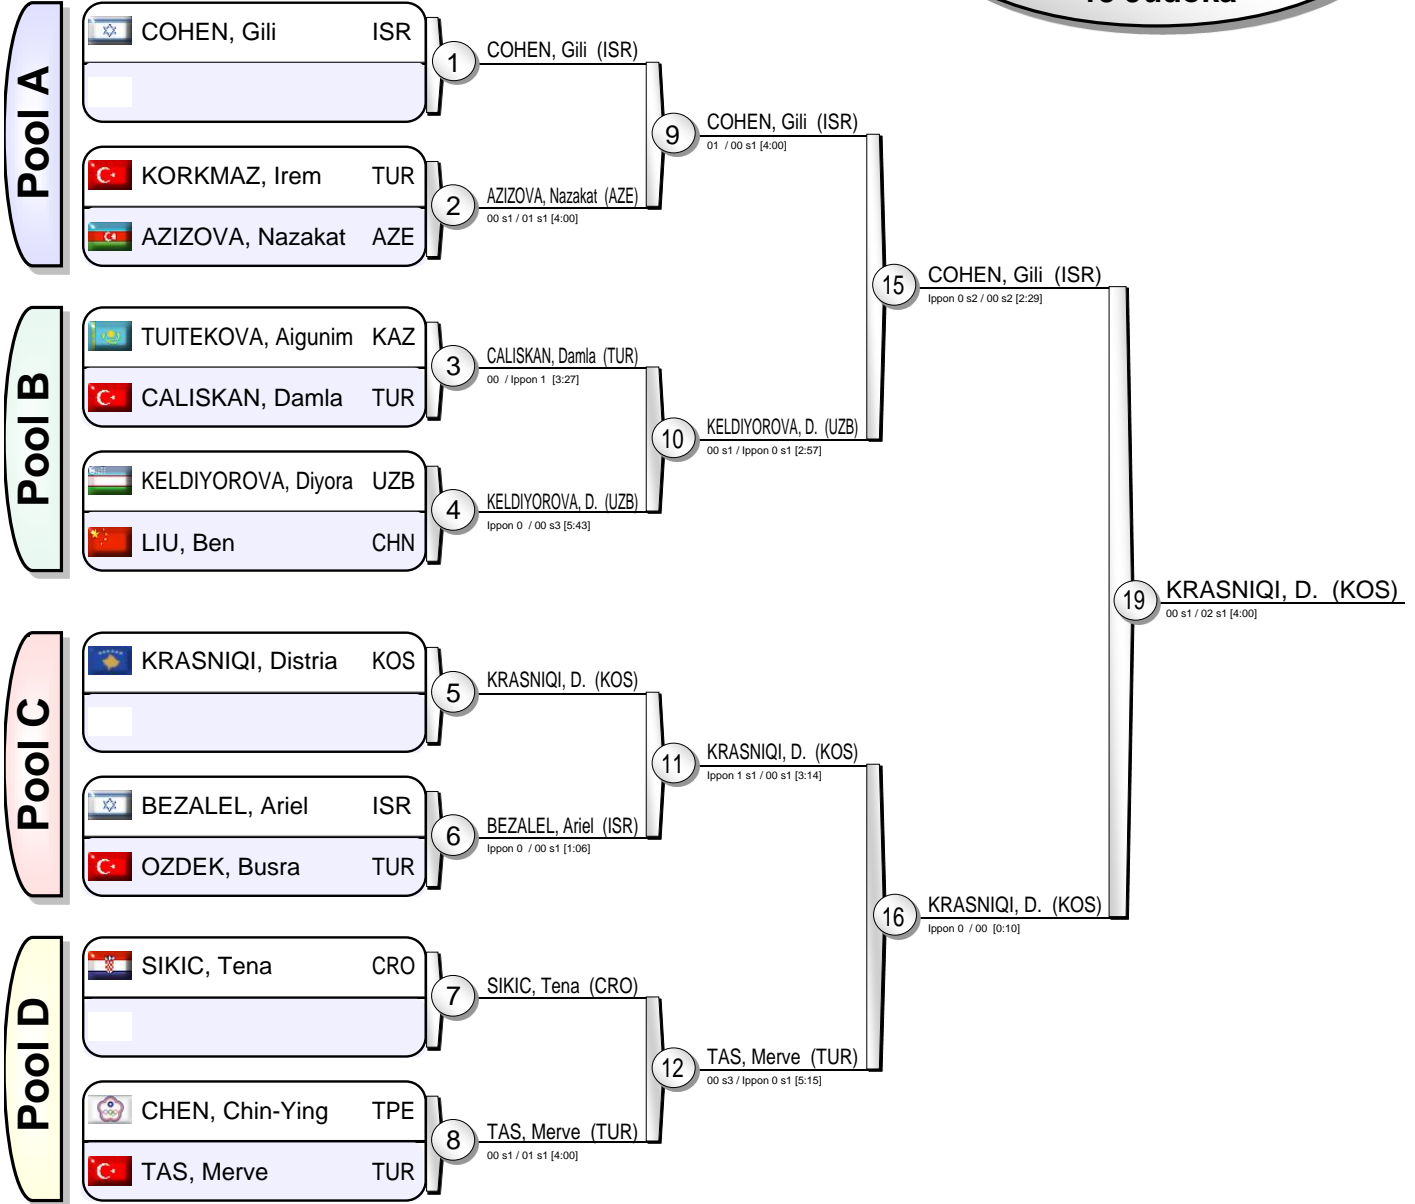 13 Judoka
Pool A
COHEN, Gili ISR
KORKMAZ, Irem TUR
AZIZOVA, Nazakat AZE
Pool B
TUITEKOVA, Aigunim KAZ
CALISKAN, Damla TUR
KELDIYOROVA, Diyora UZB
LIU, Ben CHN
Pool C
KRASNIQI, Distria KOS
BEZALEL, Ariel ISR
OZDEK, Busra TUR
Pool D
SIKIC, Tena CRO
CHEN, Chin-Ying TPE
TAS, Merve TUR
1 COHEN, Gili (ISR)
2 AZIZOVA, Nazakat (AZE)
00 s1 / 01 s1 [4:00]
3 CALISKAN, Damla (TUR)
00 / Ippon 1 [3:27]
4 KELDIYOROVA, D. (UZB)
Ippon 0 / 00 s3 [5:43]
5 KRASNIQI, D. (KOS)
6 BEZALEL, Ariel (ISR)
Ippon 0 / 00 s1 [1:06]
7 SIKIC, Tena (CRO)
8 TAS, Merve (TUR)
00 s1 / 01 s1 [4:00]
9 COHEN, Gili (ISR)
01 / 00 s1 [4:00]
10 KELDIYOROVA, D. (UZB)
00 s1 / Ippon 0 s1 [2:57]
11 KRASNIQI, D. (KOS)
Ippon 1 s1 / 00 s1 [3:14]
12 TAS, Merve (TUR)
00 s3 / Ippon 0 s1 [5:15]
15 COHEN, Gili (ISR)
Ippon 0 s2 / 00 s2 [2:29]
16 KRASNIQI, D. (KOS)
Ippon 0 / 00 [0:10]
19 KRASNIQI, D. (KOS)
00 s1 / 02 s1 [4:00]